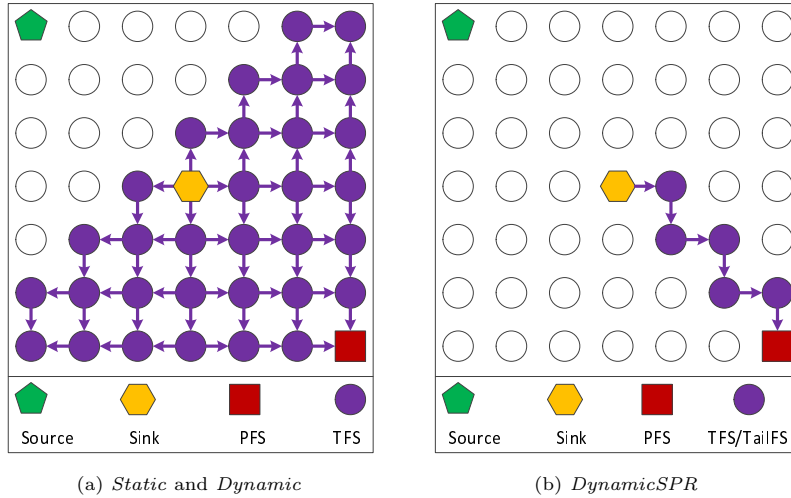 Source Sink PFS TFS
Source Sink PFS TFS/TailFS
(a) Static and Dynamic
(b) DynamicSPR